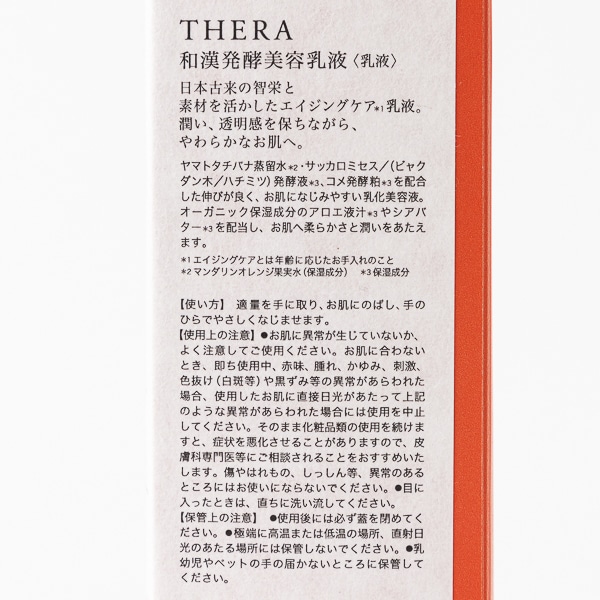 THERA
和漢発酵美容乳液〈乳液〉
日本古来の智栄と
素材を活かしたエイジングケア*1乳液。
潤い、透明感を保ちながら、
やわらかなお肌へ。
ヤマトタチバナ蒸留水*2・サッカロミセス／(ビャク
ダン木／ハチミツ)発酵液*3、コメ発酵粕*3を配合
した伸びが良く、お肌になじみやすい乳化美容液。
オーガニック保湿成分のアロエ液汁*3やシアバ
ター*3を配当し、お肌へ柔らかさと潤いをあたえ
ます。
*1エイジングケアとは年齢に応じたお手入れのこと
*2マンダリンオレンジ果実水(保湿成分) *3保湿成分
【使い方】 適量を手に取り、お肌にのばし、手の
ひらでやさしくなじませます。
【使用上の注意】●お肌に異常が生じていないか、
よく注意してご使用ください。お肌に合わない
とき、即ち使用中、赤味、腫れ、かゆみ、刺激、
色抜け(白斑等)や黒ずみ等の異常があらわれた
場合、使用したお肌に直接日光があたって上記
のような異常があらわれた場合には使用を中止
してください。そのまま化粧品類の使用を続けま
すと、症状を悪化させることがありますので、皮
膚科専門医等にご相談されることをおすすめいた
します。傷やはれもの、しっしん等、異常のある
ところにはお使いにならないでください。●目に
入ったときは、直ちに洗い流してください。
【保管上の注意】 ●使用後には必ず蓋を閉めてく
ださい。●極端に高温または低温の場所、直射日
光のあたる場所には保管しないでください。●乳
幼児やペットの手の届かないところに保管して
ください。